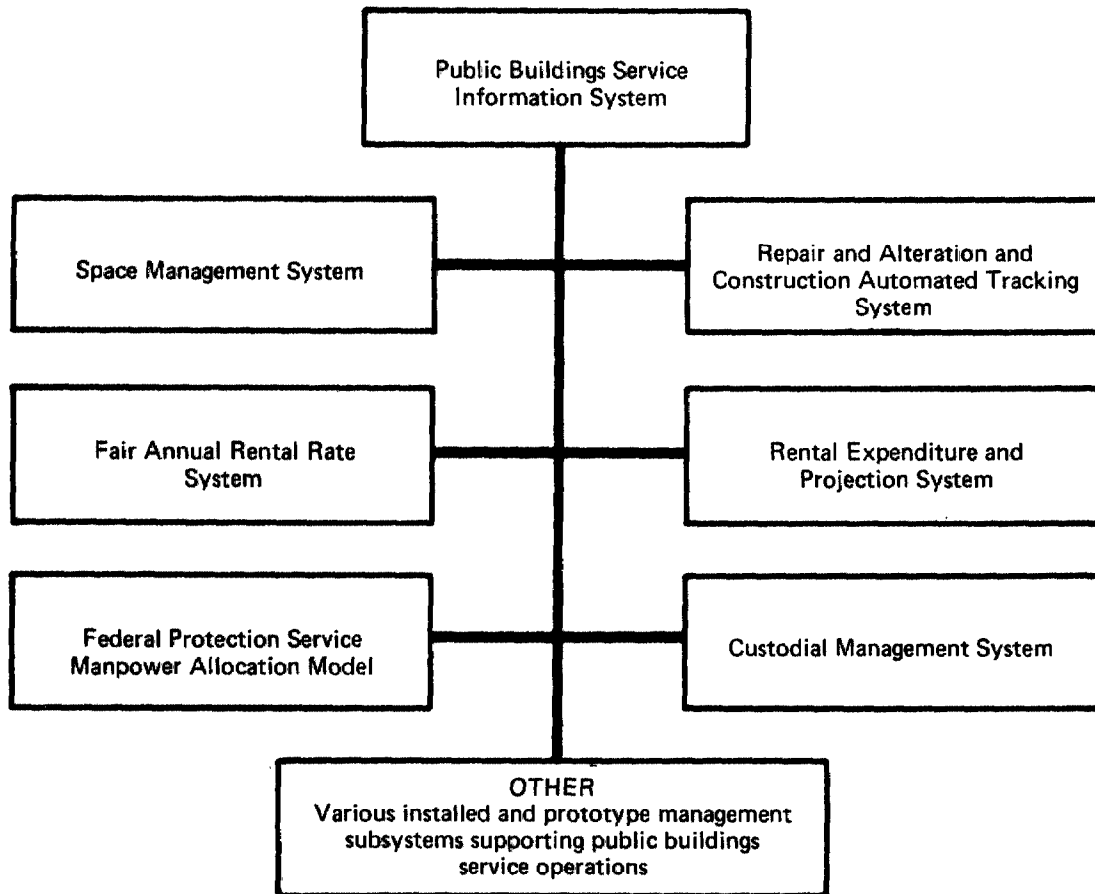 Public Buildings Service
Information System
Space Management System
Repair and Alteration and
Construction Automated Tracking
System
Fair Annual Rental Rate
System
Rental Expenditure and
Projection System
Federal Protection Service
Manpower Allocation Model
Custodial Management System
OTHER
Various installed and prototype management
subsystems supporting public buildings
service operations